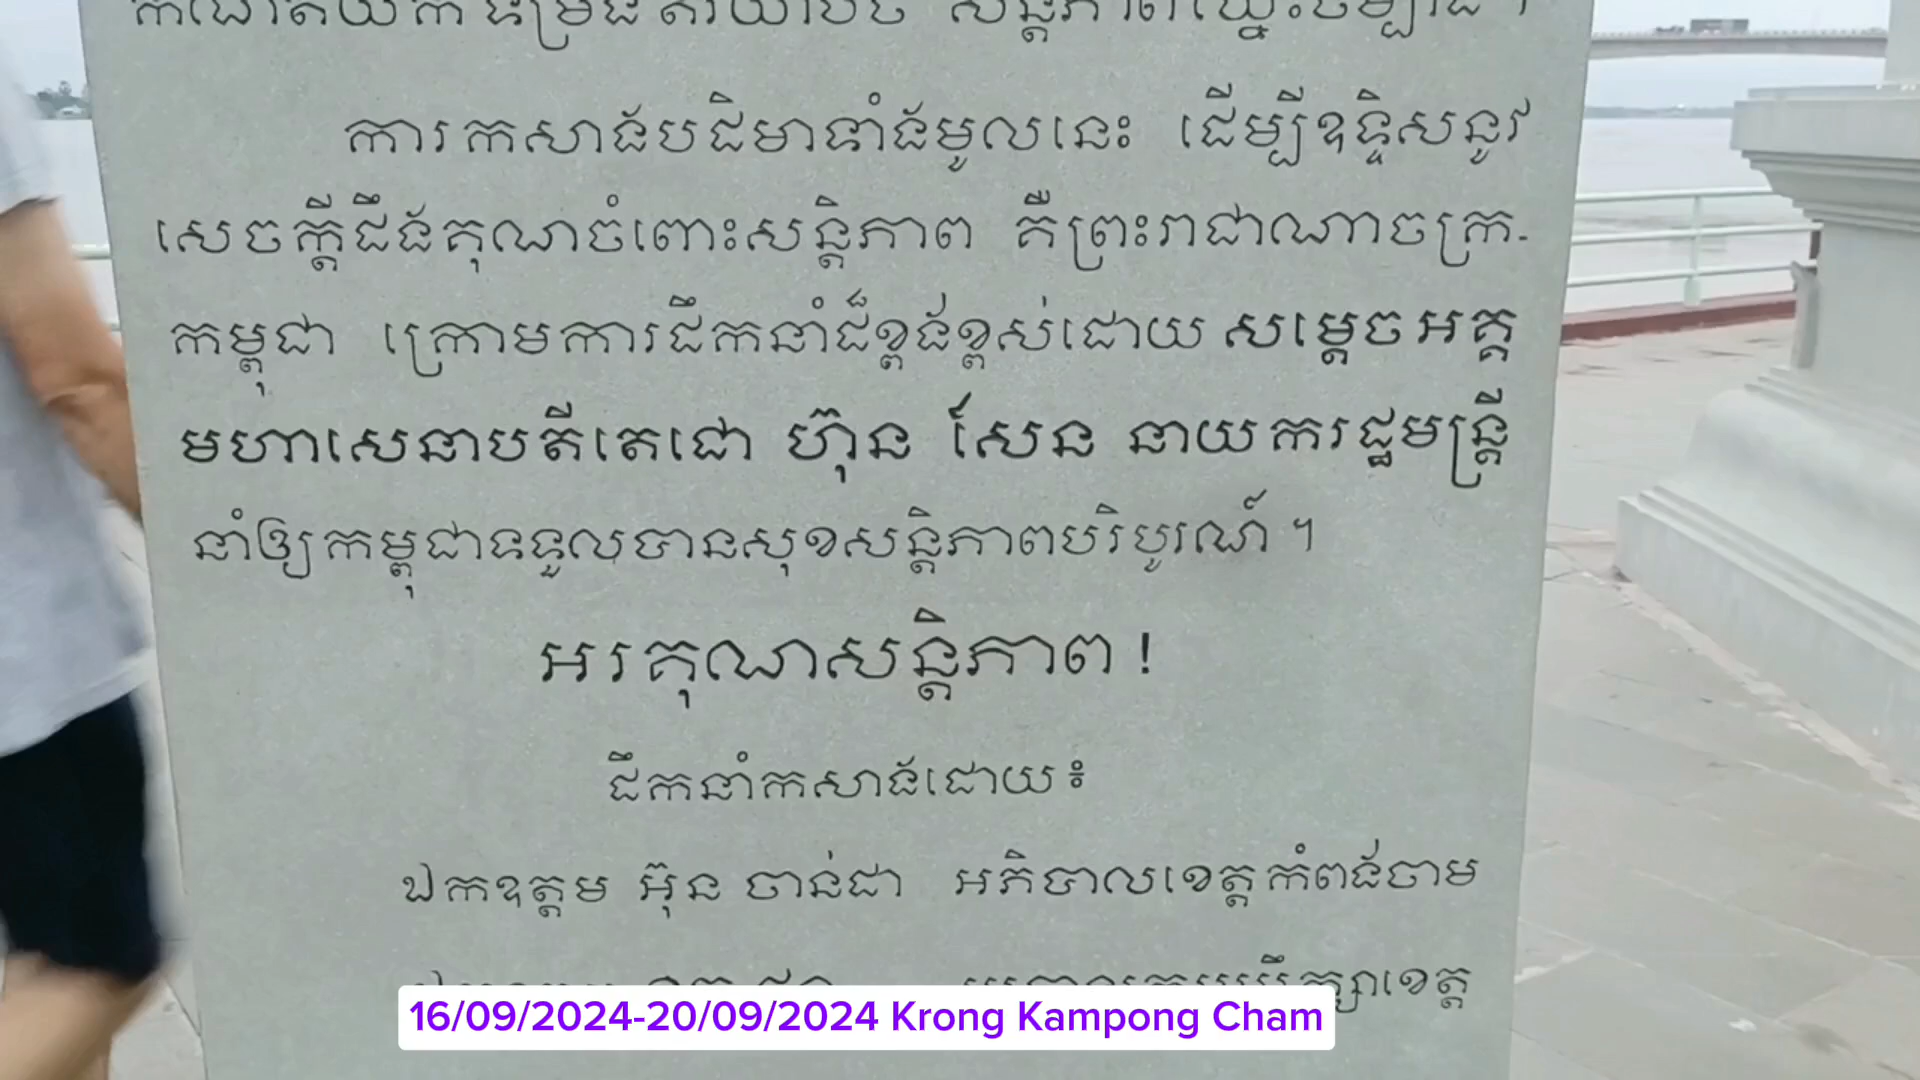 ការកសាងបដិមាទាំងមូលនេះ ដើម្បីឧទ្ទិសនូវ
សេចក្ដីដឹងគុណចំពោះសន្តិភាព គឺព្រះរាជាណាចក្រ-
កម្ពុជា ក្រោមការដឹកនាំដ៏ខ្ពង់ខ្ពស់ដោយ សម្ដេចអគ្គ
មហាសេនាបតីតេជោ ហ៊ុន សែន នាយករដ្ឋមន្ត្រី
នាំឲ្យកម្ពុជាទទួលបានសុខសន្តិភាពបរិបូរណ៍ ។
អរគុណសន្តិភាព !
ដឹកនាំកសាងដោយ៖
ឯកឧត្តម អ៊ុន ចាន់ដា អភិបាលខេត្តកំពង់ចាម
16/09/2024-20/09/2024 Krong Kampong Cham